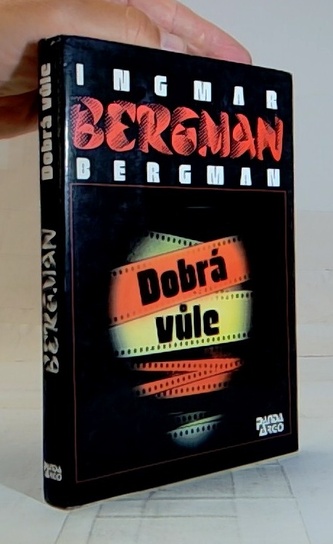 INGMAR
BERGMAN
BERGMAN
Dobrá
vůle
PANDA
ARGO
Dobrá vůle
BERGMAN
PANDA
ARGO